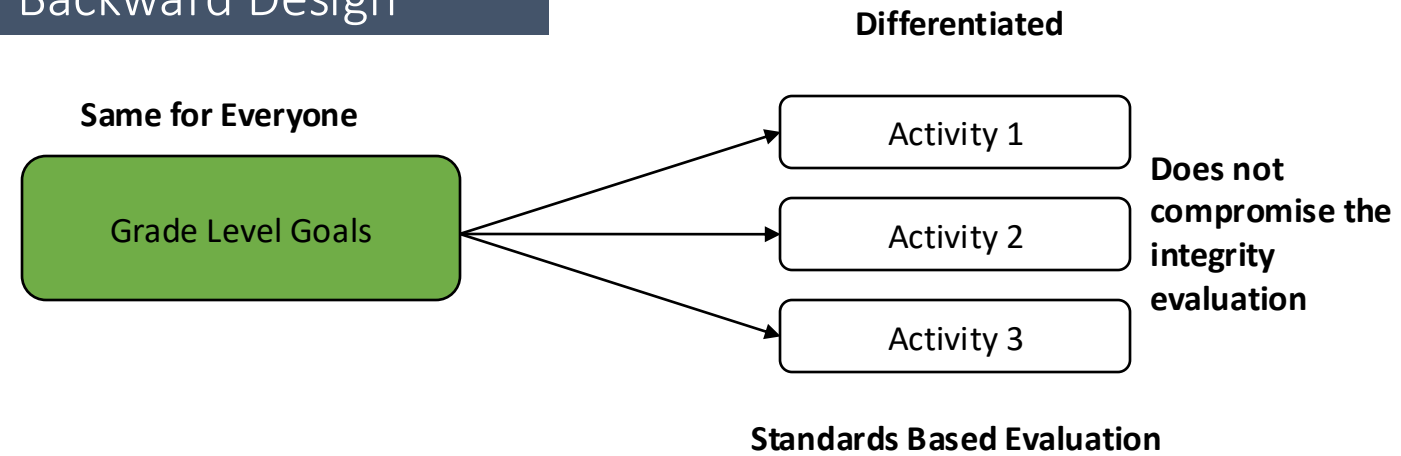 Backward Design
Differentiated
Same for Everyone
Grade Level Goals
Activity 1
Activity 2
Activity 3
Does not
compromise the
integrity
evaluation
Standards Based Evaluation